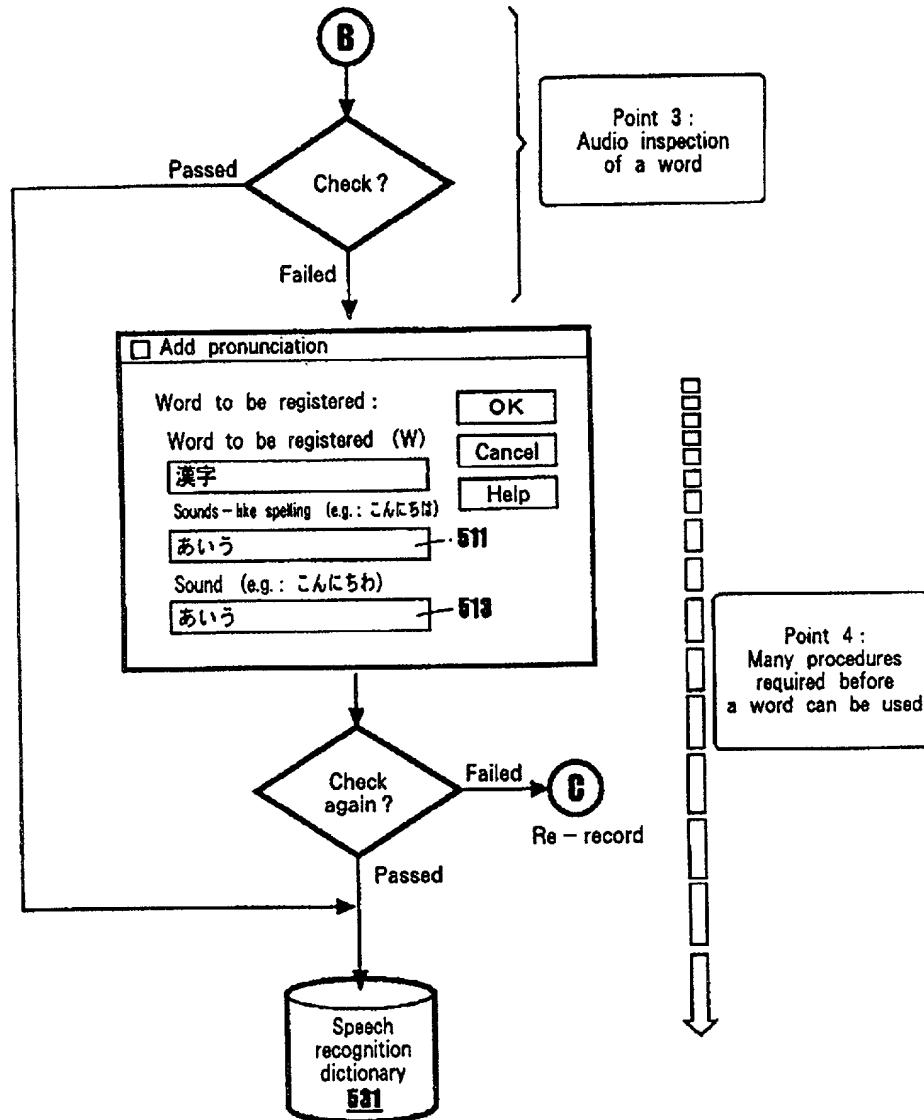 B
Point 3 :
Audio inspection
of a word
Passed
Check ?
Failed
Add pronunciation
Word to be registered :
OK
Word to be registered (W)
Cancel
漢字
Help
Sounds-like spelling (e.g. : こんにちは)
あいう
511
Sound (e.g. : こんにちわ)
あいう
513
Point 4 :
Many procedures
required before
a word can be used
Check
again ?
Failed
C
Re-record
Passed
Speech
recognition
dictionary
531